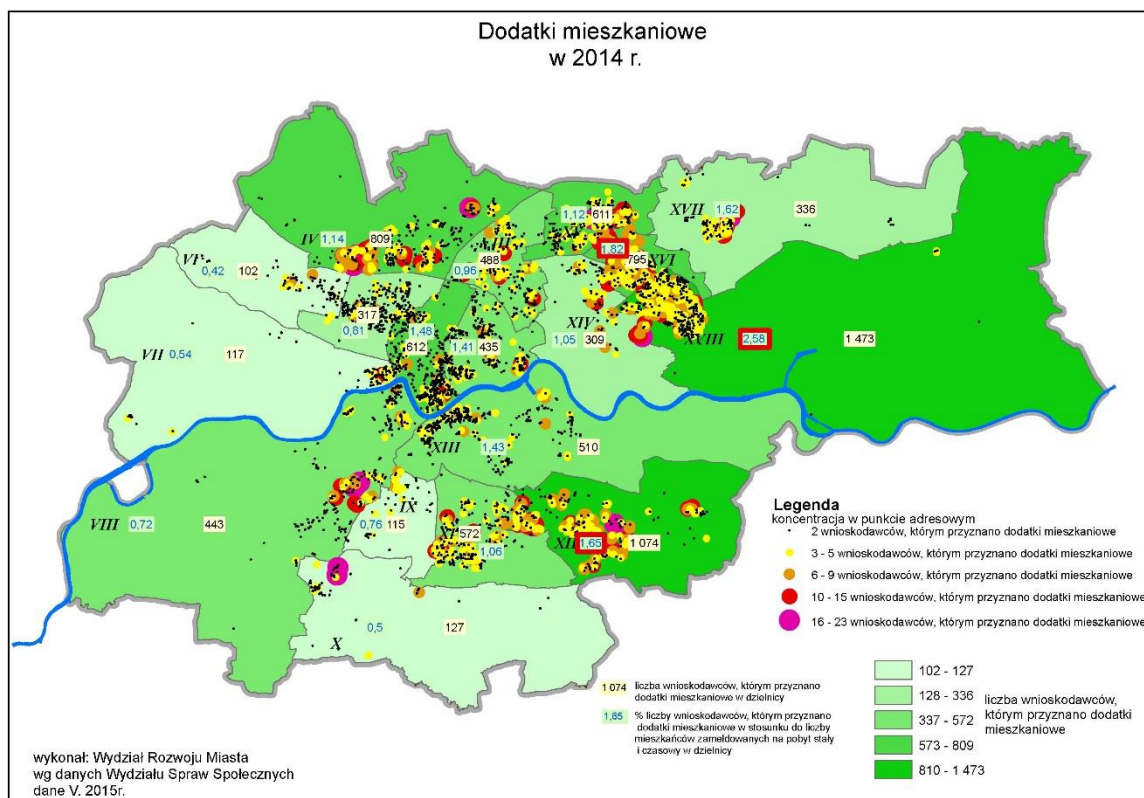 Dodatki mieszkaniowe
w 2014 r.
XVII
1,62
336
1,12
611
XV
IV
1,14
809
III
488
0,96
1,82
795
XVI
VI
0,42
102
317
0,81
1,48
612
1,41
435
XIV
1,05
309
XVIII
2,58
1 473
VII
0,54
117
XIII
1,43
510
VIII
0,72
443
IX
0,76
115
572
1,06
1,65
1 074
X
0,5
127
Legenda
koncentracja w punkcie adresowym
2 wnioskodawców, którym przyznano dodatki mieszkaniowe
3 - 5 wnioskodawców, którym przyznano dodatki mieszkaniowe
6 - 9 wnioskodawców, którym przyznano dodatki mieszkaniowe
10 - 15 wnioskodawców, którym przyznano dodatki mieszkaniowe
16 - 23 wnioskodawców, którym przyznano dodatki mieszkaniowe
1 074 liczba wnioskodawców, którym przyznano
dodatki mieszkaniowe w dzielnicy
1,65 % liczby wnioskodawców, którym przyznano
dodatki mieszkaniowe w stosunku do liczby
mieszkańców zameldowanych na pobyt stały
i czasowy w dzielnicy
102 - 127
128 - 336
337 - 572
573 - 809
810 - 1 473
liczba wnioskodawców,
którym przyznano dodatki
mieszkaniowe
wykonał: Wydział Rozwoju Miasta
wg danych Wydziału Spraw Społecznych
dane V. 2015r.